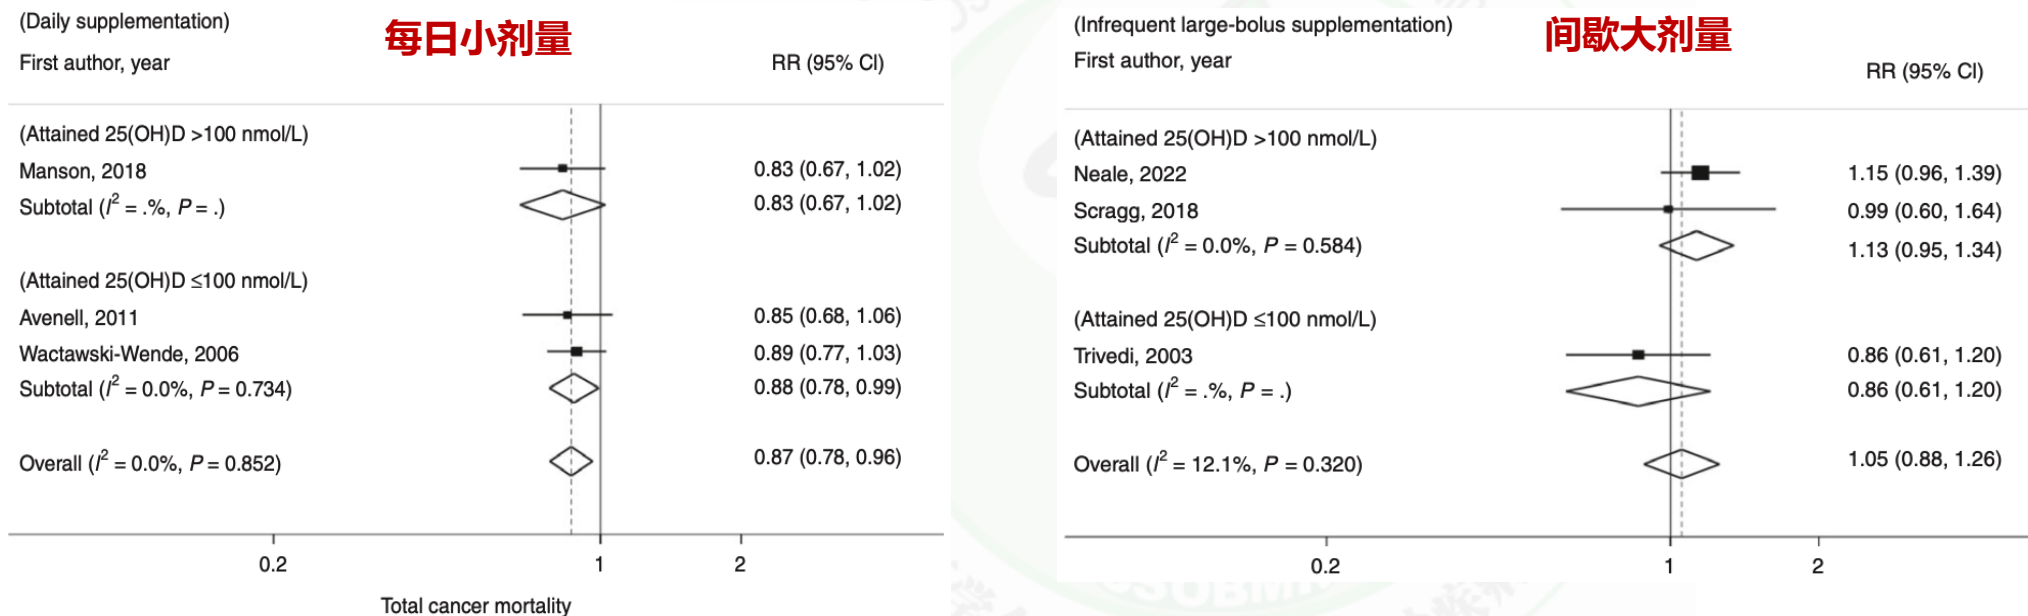 (Daily supplementation)
每日小剂量
First author, year RR (95% CI)
(Attained 25(OH)D >100 nmol/L)
Manson, 2018 0.83 (0.67, 1.02)
Subtotal (I² = .%, P = .) 0.83 (0.67, 1.02)
(Attained 25(OH)D ≤100 nmol/L)
Avenell, 2011 0.85 (0.68, 1.06)
Wactawski-Wende, 2006 0.89 (0.77, 1.03)
Subtotal (I² = 0.0%, P = 0.734) 0.88 (0.78, 0.99)
Overall (I² = 0.0%, P = 0.852) 0.87 (0.78, 0.96)
0.2 1 2
Total cancer mortality
(Infrequent large-bolus supplementation)
间歇大剂量
First author, year RR (95% CI)
(Attained 25(OH)D >100 nmol/L)
Neale, 2022 1.15 (0.96, 1.39)
Scragg, 2018 0.99 (0.60, 1.64)
Subtotal (I² = 0.0%, P = 0.584) 1.13 (0.95, 1.34)
(Attained 25(OH)D ≤100 nmol/L)
Trivedi, 2003 0.86 (0.61, 1.20)
Subtotal (I² = .%, P = .) 0.86 (0.61, 1.20)
Overall (I² = 12.1%, P = 0.320) 1.05 (0.88, 1.26)
0.2 1 2